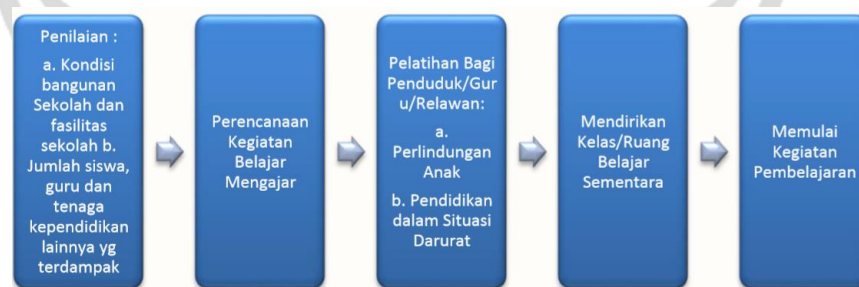 Penilaian :
a. Kondisi
bangunan
Sekolah dan
fasilitas
sekolah b.
Jumlah siswa,
guru dan
tenaga
kependidikan
lainnya yg
terdampak
Perencanaan
Kegiatan
Belajar
Mengajar
Pelatihan Bagi
Penduduk/Gur
u/Relawan:
a.
Perlindungan
Anak
b. Pendidikan
dalam Situasi
Darurat
Mendirikan
Kelas/Ruang
Belajar
Sementara
Memulai
Kegiatan
Pembelajaran